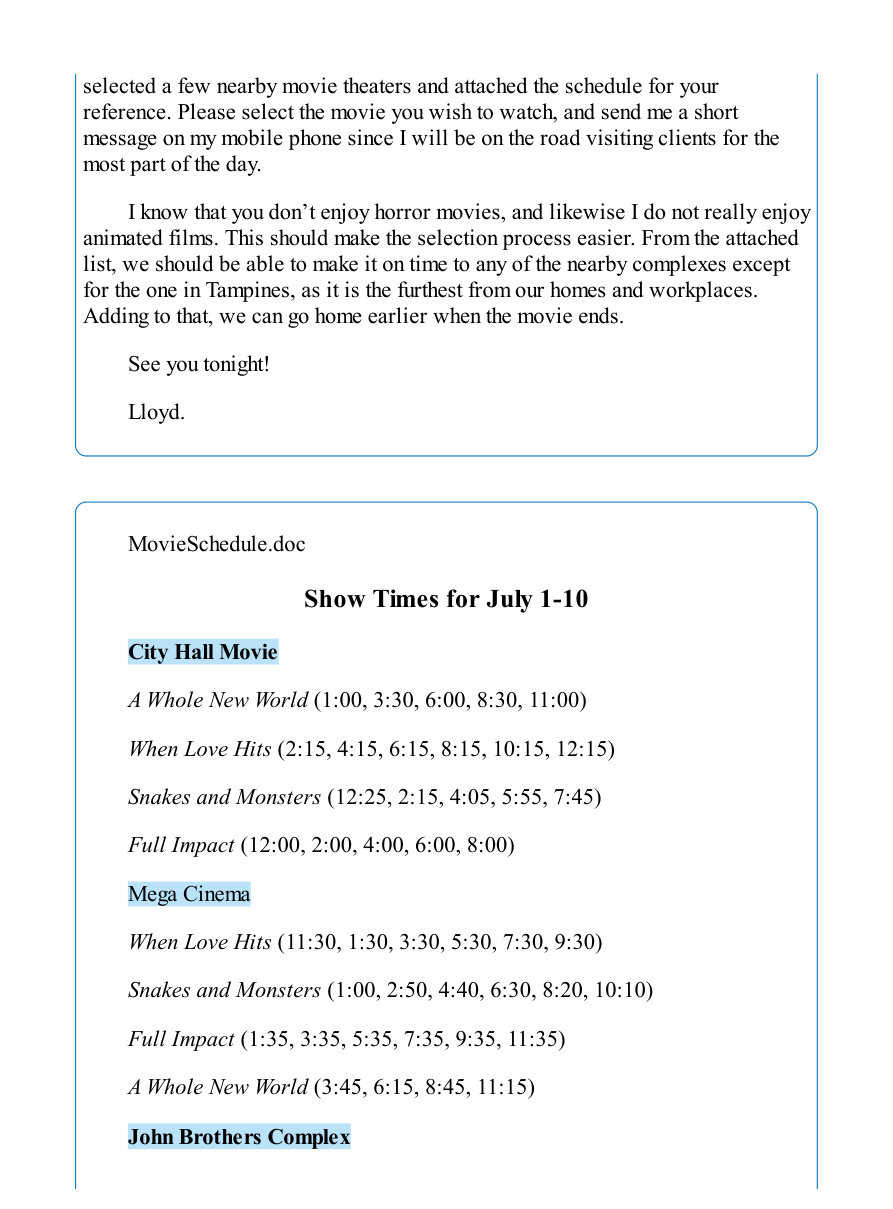 selected a few nearby movie theaters and attached the schedule for your
reference. Please select the movie you wish to watch, and send me a short
message on my mobile phone since I will be on the road visiting clients for the
most part of the day.
I know that you don’t enjoy horror movies, and likewise I do not really enjoy
animated films. This should make the selection process easier. From the attached
list, we should be able to make it on time to any of the nearby complexes except
for the one in Tampines, as it is the furthest from our homes and workplaces.
Adding to that, we can go home earlier when the movie ends.
See you tonight!
Lloyd.
MovieSchedule.doc
Show Times for July 1-10
City Hall Movie
A Whole New World (1:00, 3:30, 6:00, 8:30, 11:00)
When Love Hits (2:15, 4:15, 6:15, 8:15, 10:15, 12:15)
Snakes and Monsters (12:25, 2:15, 4:05, 5:55, 7:45)
Full Impact (12:00, 2:00, 4:00, 6:00, 8:00)
Mega Cinema
When Love Hits (11:30, 1:30, 3:30, 5:30, 7:30, 9:30)
Snakes and Monsters (1:00, 2:50, 4:40, 6:30, 8:20, 10:10)
Full Impact (1:35, 3:35, 5:35, 7:35, 9:35, 11:35)
A Whole New World (3:45, 6:15, 8:45, 11:15)
John Brothers Complex